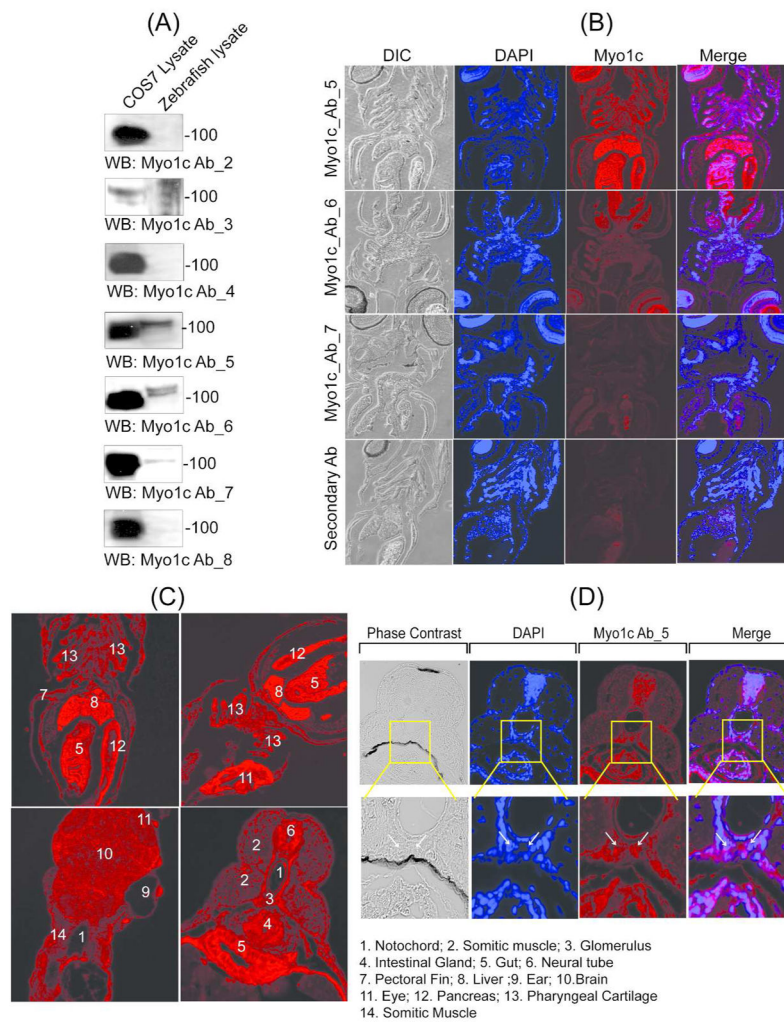 (A)
COS7 Lysate
Zebrafish lysate
-100
WB: Myo1c Ab_2
-100
WB: Myo1c Ab_3
-100
WB: Myo1c Ab_4
-100
WB: Myo1c Ab_5
-100
WB: Myo1c Ab_6
-100
WB: Myo1c Ab_7
-100
WB: Myo1c Ab_8
(B)
DIC DAPI Myo1c Merge
Myo1c_Ab_5
Myo1c_Ab_6
Myo1c_Ab_7
Secondary Ab
(C)
13 13
7 8
5 12
12
8 5
13
13
11
11
10
9
14 1
6
2
1
2
3
4
5
(D)
Phase Contrast DAPI Myo1c Ab_5 Merge
1. Notochord; 2. Somitic muscle; 3. Glomerulus
4. Intestinal Gland; 5. Gut; 6. Neural tube
7. Pectoral Fin; 8. Liver ;9. Ear; 10.Brain
11. Eye; 12. Pancreas; 13. Pharyngeal Cartilage
14. Somitic Muscle